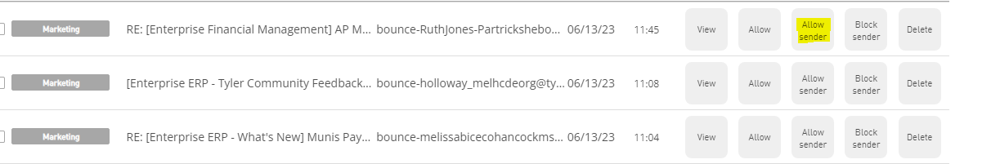 Marketing RE: [Enterprise Financial Management] AP M... bounce-RuthJones-Partrickshebo... 06/13/23 11:45 View Allow Allow sender Block sender Delete
Marketing [Enterprise ERP - Tyler Community Feedback... bounce-holloway_melhcdeorg@ty... 06/13/23 11:08 View Allow Allow sender Block sender Delete
Marketing RE: [Enterprise ERP - What's New] Munis Pay... bounce-melissabicecohancockms... 06/13/23 11:04 View Allow Allow sender Block sender Delete